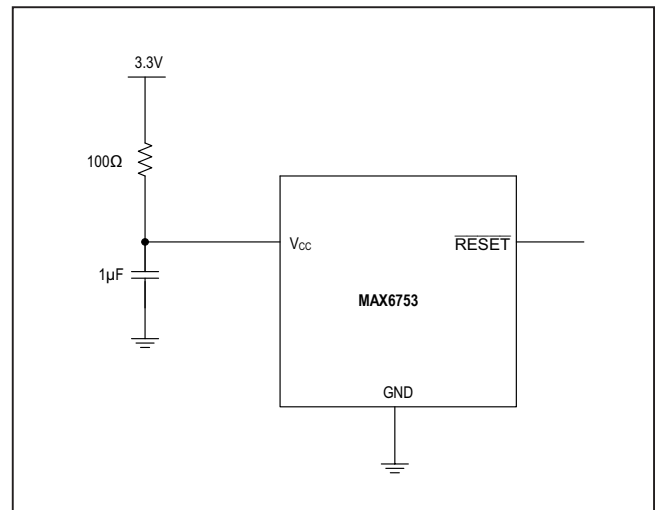 3.3V
100Ω
VCC
RESET
1µF
MAX6753
GND